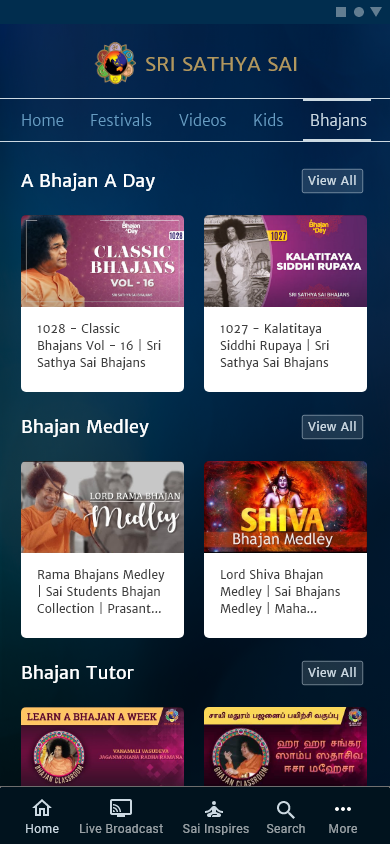 SRI SATHYA SAI
Home Festivals Videos Kids Bhajans
A Bhajan A Day
View All
Bhajan
Day
1028
CLASSIC
BHAJANS
VOL - 16
SRI SATHYA SAI BHAJANS
1028 - Classic
Bhajans Vol - 16 | Sri
Sathya Sai Bhajans
Bhajan
Day
1027
KALATITAYA
SIDDHI RUPAYA
SRI SATHYA SAI BHAJANS
1027 - Kalatitaya
Siddhi Rupaya | Sri
Sathya Sai Bhajans
Bhajan Medley
View All
LORD RAMA BHAJAN
Medley
Rama Bhajans Medley
| Sai Students Bhajan
Collection | Prasant...
SHIVA
Bhajan Medley
Lord Shiva Bhajan
Medley | Sai Bhajans
Medley | Maha...
Bhajan Tutor
View All
LEARN A BHAJAN A WEEK
VANAMALI VASUDEVA
JAGANMOHANA RADHA RAMANA
BHAJAN CLASSROOM
சாயி மதுரம் பஜனைப் பயிற்சி வகுப்பு
ஹர ஹர சங்கர
ஸாம்ப ஸதாசிவ
ஈசா மஹேசா
BHAJAN CLASSROOM
Home Live Broadcast Sai Inspires Search More